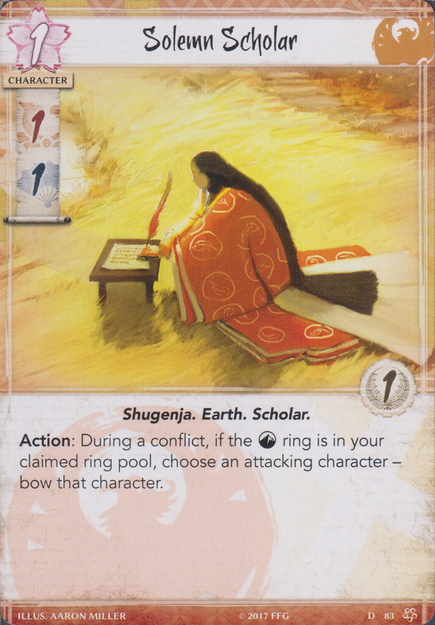 1
Solemn Scholar
CHARACTER
1
1
1
Shugenja. Earth. Scholar.
Action: During a conflict, if the ring is in your
claimed ring pool, choose an attacking character –
bow that character.
ILLUS. AARON MILLER
© 2017 FFG
D 83